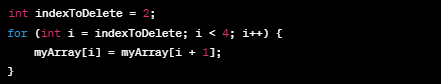 int indexToDelete = 2;
for (int i = indexToDelete; i < 4; i++) {
    myArray[i] = myArray[i + 1];
}